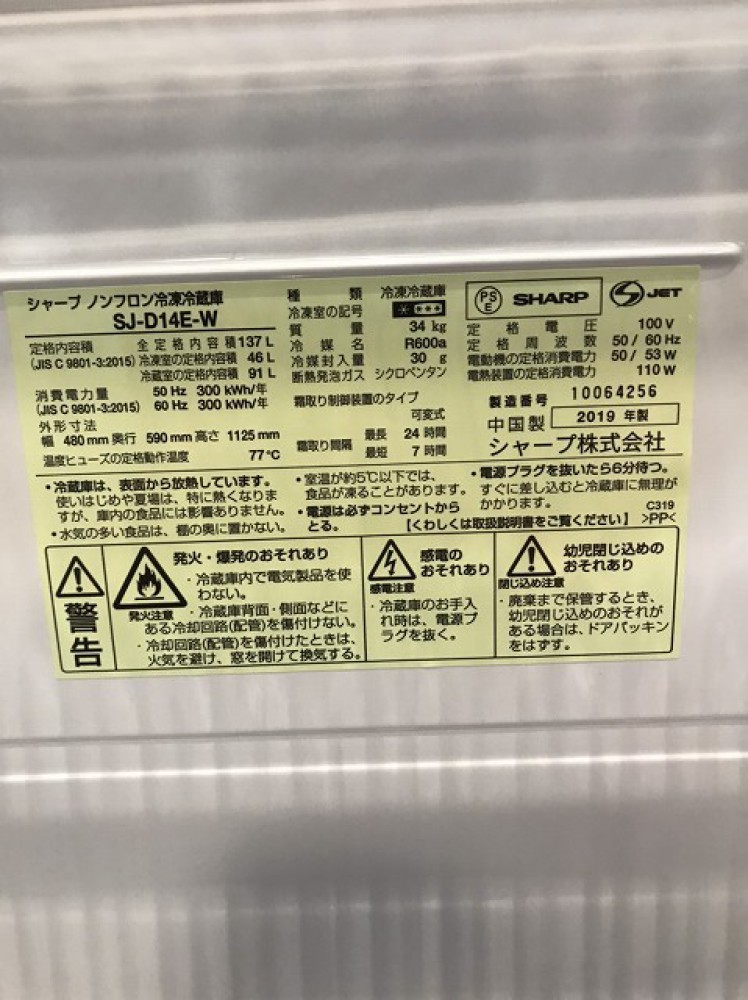 シャープ ノンフロン冷凍冷蔵庫
SJ-D14E-W
定格内容積 全定格内容積 137 L
(JIS C 9801-3:2015) 冷凍室の定格内容積 46 L
冷蔵室の定格内容積 91 L
消費電力量 50 Hz 300 kWh/年
(JIS C 9801-3:2015) 60 Hz 300 kWh/年
外形寸法
幅 480 mm 奥行 590 mm 高さ 1125 mm
温度ヒューズの定格動作温度 77℃
種類 冷凍冷蔵庫
冷凍室の記号
質量 34 kg
冷媒名 R600a
冷媒封入量 30 g
断熱発泡ガス シクロペンタン
霜取り制御装置のタイプ
可変式
霜取り間隔 最長 24 時間
最短 7 時間
PSE SHARP S JET
定格電圧 100 V
定格周波数 50 / 60 Hz
電動機の定格消費電力 50 / 53 W
電熱装置の定格消費電力 110 W
製造番号 10064256
中国製 2019 年製
シャープ株式会社
・冷蔵庫は、表面から放熱しています。
使いはじめや夏場は、特に熱くなりま
すが、庫内の食品には影響ありません。
・水気の多い食品は、棚の奥に置かない。
・室温が約5℃以下では、
食品が凍ることがあります。
・電源は必ずコンセントから
とる。
・電源プラグを抜いたら6分待つ。
すぐに差し込むと冷蔵庫に無理が
かかります。
【くわしくは取扱説明書をご覧ください】
C319
>PP<
警告
発火・爆発のおそれあり
発火注意
・冷蔵庫内で電気製品を使
わない。
・冷蔵庫背面・側面などに
ある冷却回路(配管)を傷付けない。
・冷却回路(配管)を傷付けたときは、
火気を避け、窓を開けて換気する。
感電の
おそれあり
感電注意
・冷蔵庫のお手入
れ時は、電源プ
ラグを抜く。
幼児閉じ込めの
おそれあり
閉じ込め注意
・廃棄まで保管するとき、
幼児閉じ込めのおそれが
ある場合は、ドアパッキン
をはずす。